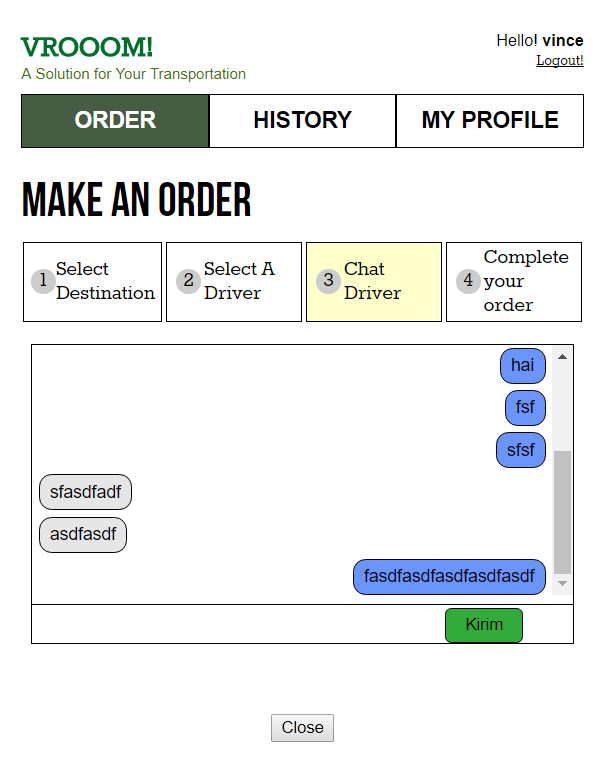 VROOOM!
Hello! vince
A Solution for Your Transportation
Logout!
ORDER
HISTORY
MY PROFILE
MAKE AN ORDER
1
Select
Destination
2
Select A
Driver
3
Chat
Driver
4
Complete
your
order
hai
fsf
sfsf
sfasdfadf
asdfasdf
fasdfasdfasdfasdfasdf
Kirim
Close